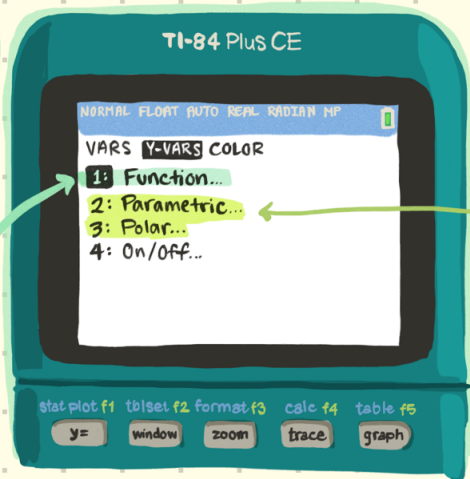 TI-84 Plus CE
NORMAL FLOAT AUTO REAL RADIAN MP
VARS Y-VARS COLOR
1: Function...
2: Parametric...
3: Polar...
4: On/Off...
stat plot f1 tblset f2 format f3 calc f4 table f5
y= window zoom trace graph